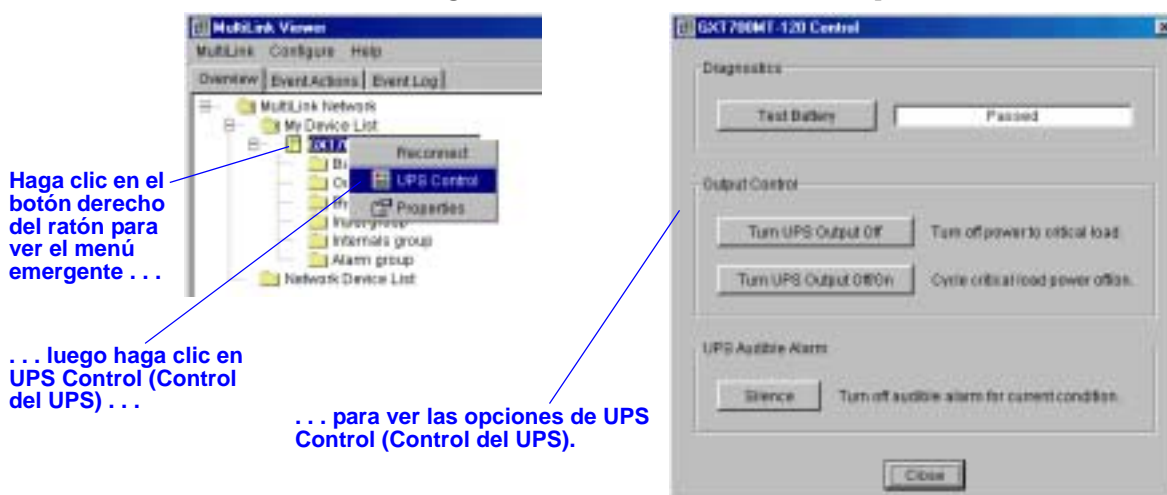 MultiLink Viewer
MultiLink Configure Help
Overview Event Actions Event Log
MultiLink Network
My Device List
GXT7
Reconnect
UPS Control
Properties
Internals group
Alarm group
Network Device List
Haga clic en el
botón derecho
del ratón para
ver el menú
emergente . . .
. . . luego haga clic en
UPS Control (Control
del UPS) . . .
. . . para ver las opciones de UPS
Control (Control del UPS).
GXT700MT-120 Control
Diagnostics
Test Battery Passed
Output Control
Turn UPS Output Off Turn off power to critical load.
Turn UPS Output Off/On Cycle critical load power off/on.
UPS Audible Alarm
Silence Turn off audible alarm for current condition.
Close